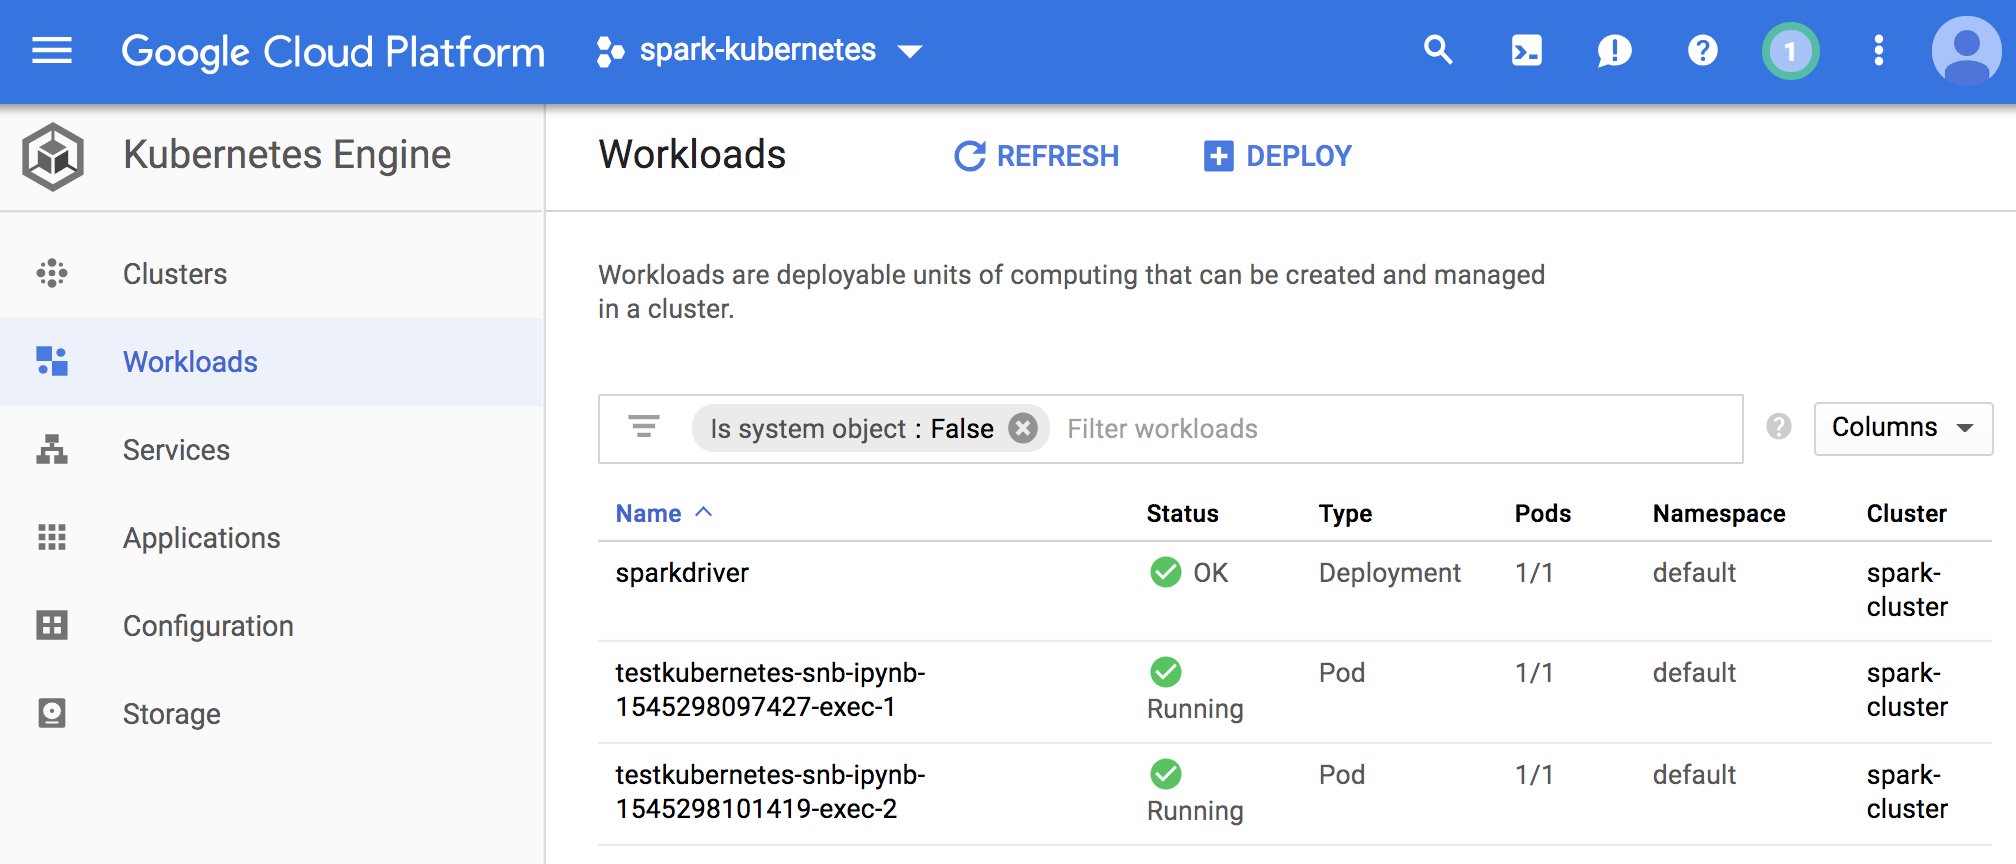 Google Cloud Platform spark-kubernetes 1
Kubernetes Engine
Workloads REFRESH DEPLOY
Clusters
Workloads
Services
Applications
Configuration
Storage
Workloads are deployable units of computing that can be created and managed
in a cluster.
Is system object : False Filter workloads Columns
Name Status Type Pods Namespace Cluster
sparkdriver OK Deployment 1/1 default spark-
cluster
testkubernetes-snb-ipynb- Pod 1/1 default spark-
1545298097427-exec-1 Running cluster
testkubernetes-snb-ipynb- Pod 1/1 default spark-
1545298101419-exec-2 Running cluster